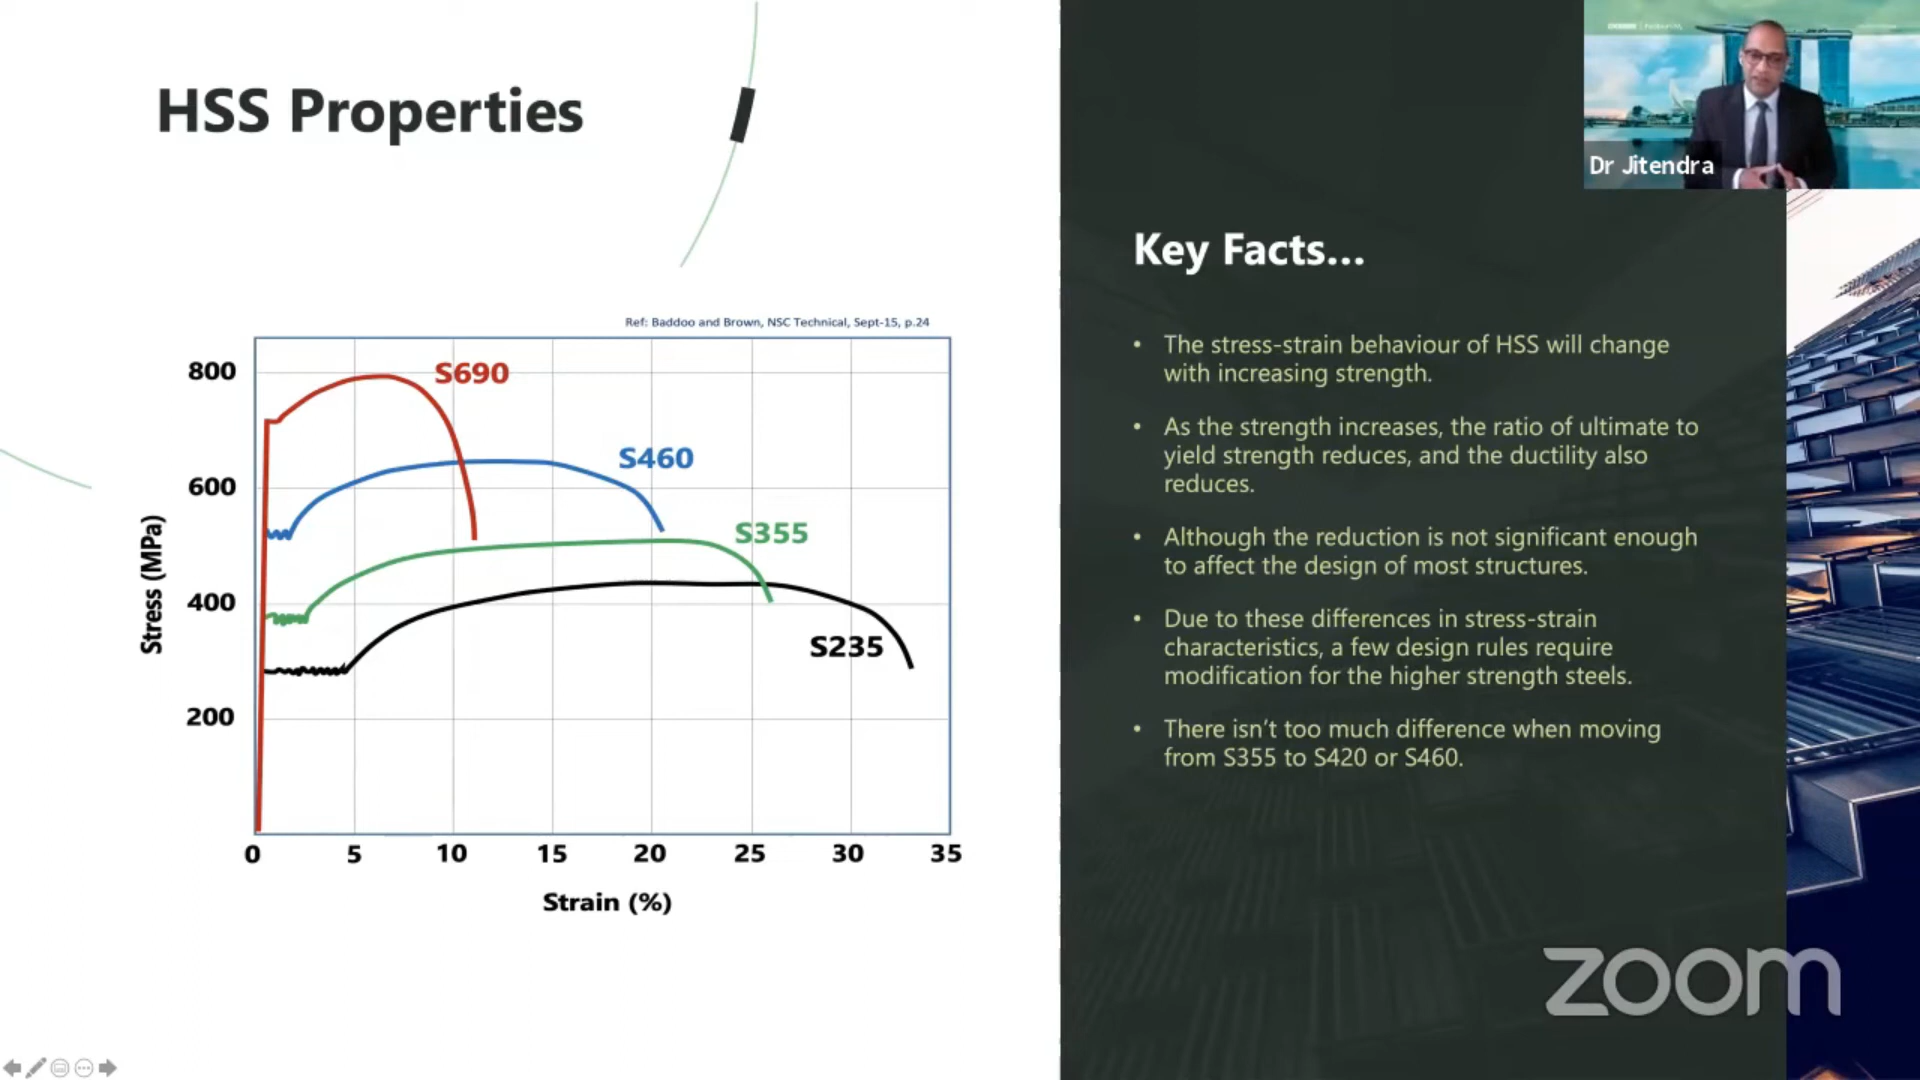 HSS Properties
Ref: Baddoo and Brown, NSC Technical, Sept-15, p.24
800
600
400
200
Stress (MPa)
S690
S460
S355
S235
0 5 10 15 20 25 30 35
Strain (%)
Dr Jitendra
Key Facts...
• The stress-strain behaviour of HSS will change
with increasing strength.
• As the strength increases, the ratio of ultimate to
yield strength reduces, and the ductility also
reduces.
• Although the reduction is not significant enough
to affect the design of most structures.
• Due to these differences in stress-strain
characteristics, a few design rules require
modification for the higher strength steels.
• There isn't too much difference when moving
from S355 to S420 or S460.
zoom